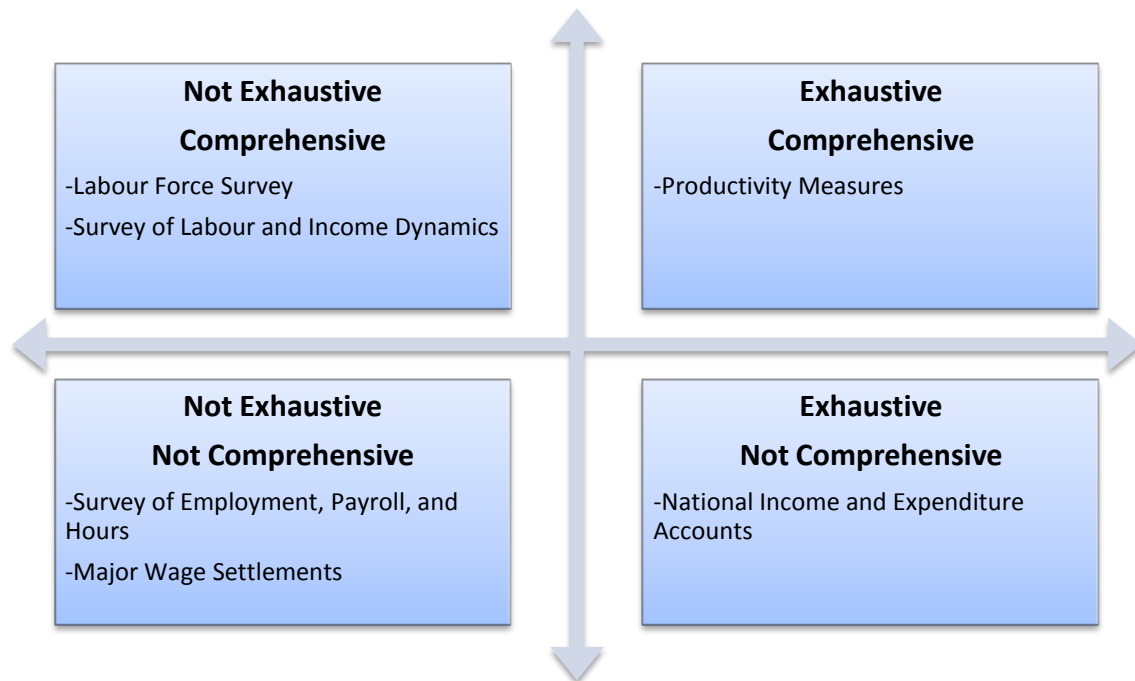 Not Exhaustive
Comprehensive
-Labour Force Survey
-Survey of Labour and Income Dynamics
Exhaustive
Comprehensive
-Productivity Measures
Not Exhaustive
Not Comprehensive
-Survey of Employment, Payroll, and
Hours
-Major Wage Settlements
Exhaustive
Not Comprehensive
-National Income and Expenditure
Accounts